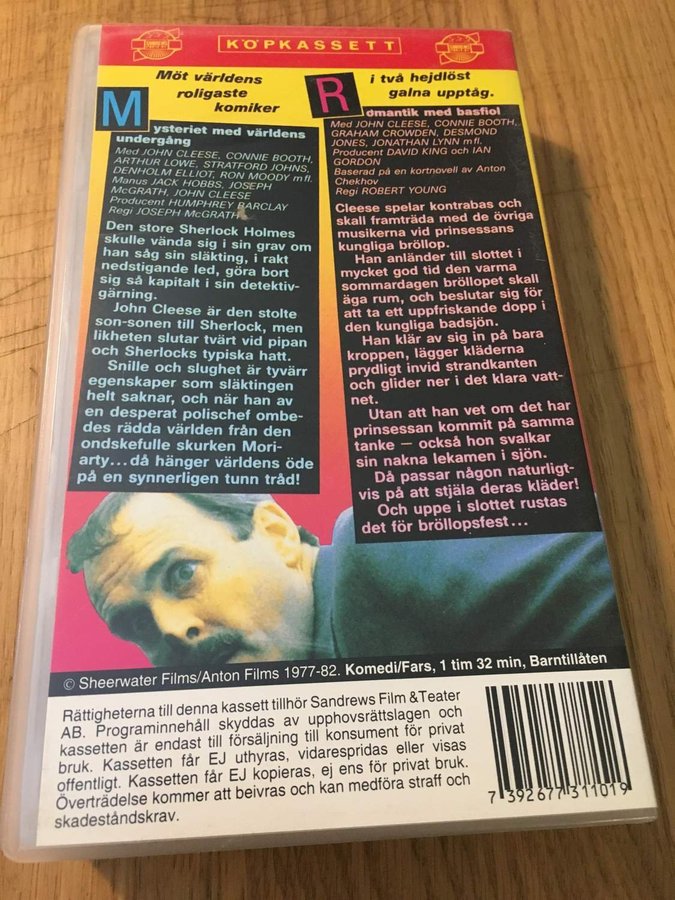 KÖPKASSETT
Möt världens
roligaste
komiker
i två hejdlöst
galna upptåg.
Mysteriet med världens
undergång
Med JOHN CLEESE, CONNIE BOOTH,
ARTHUR LOWE, STRATFORD JOHNS,
DENHOLM ELLIOT, RON MOODY mfl.
Manus JACK HOBBS, JOSEPH
McGRATH, JOHN CLEESE
Producent HUMPHREY BARCLAY
Regi JOSEPH McGRATH
Den store Sherlock Holmes
skulle vända sig i sin grav om
han såg sin släkting, i rakt
nedstigande led, göra bort
sig så kapitalt i sin detektiv-
gärning.
John Cleese är den stolte
son-sonen till Sherlock, men
likheten slutar tvärt vid pipan
och Sherlocks typiska hatt.
Snille och slughet är tyvärr
egenskaper som släktingen
helt saknar, och när han av
en desperat polischef ombe-
des rädda världen från den
ondskefulle skurken Mori-
arty...då hänger världens öde
på en synnerligen tunn tråd!
Romantik med basfiol
Med JOHN CLEESE, CONNIE BOOTH,
GRAHAM CROWDEN, DESMOND
JONES, JONATHAN LYNN mfl.
Producent DAVID KING och IAN
GORDON
Baserad på en kortnovell av Anton
Chekhov
Regi ROBERT YOUNG
Cleese spelar kontrabas och
skall framträda med de övriga
musikerna vid prinsessans
kungliga bröllop.
Han anländer till slottet i
mycket god tid den varma
sommardagen bröllopet skall
äga rum, och beslutar sig för
att ta ett uppfriskande dopp i
den kungliga badsjön.
Han klär av sig in på bara
kroppen, lägger kläderna
prydligt invid strandkanten
och glider ner i det klara vatt-
net.
Utan att han vet om det har
prinsessan kommit på samma
tanke — också hon svalkar
sin nakna lekamen i sjön.
Då passar någon naturligt-
vis på att stjäla deras kläder!
Och uppe i slottet rustas
det för bröllopsfest...
© Sheerwater Films/Anton Films 1977-82. Komedi/Fars, 1 tim 32 min, Barntillåten
Rättigheterna till denna kassett tillhör Sandrews Film & Teater
AB. Programinnehåll skyddas av upphovsrättslagen och
kassetten är endast till försäljning till konsument för privat
bruk. Kassetten får EJ uthyras, vidarespridas eller visas
offentligt. Kassetten får EJ kopieras, ej ens för privat bruk.
Överträdelse kommer att beivras och kan medföra straff och
skadeståndskrav.
7 392677 311019